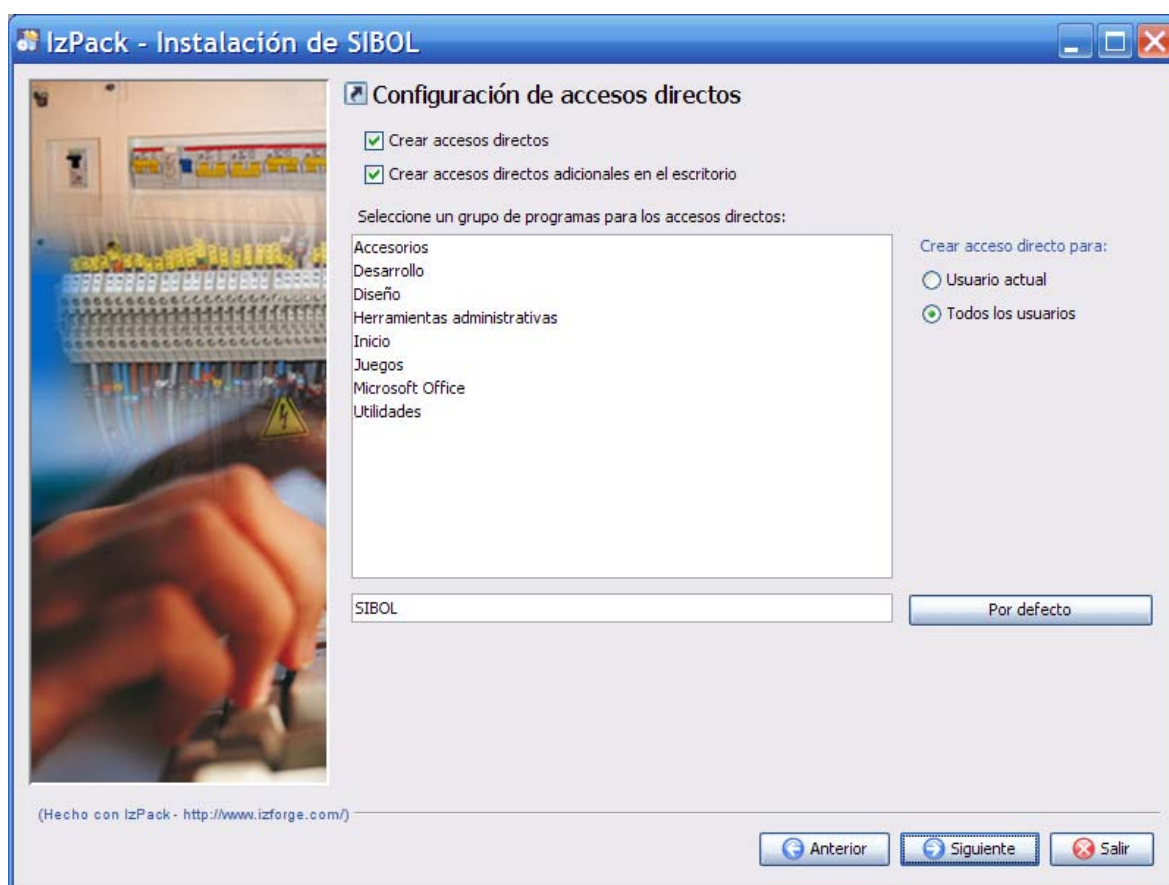 IzPack - Instalación de SIBOL
Configuración de accesos directos
Crear accesos directos
Crear accesos directos adicionales en el escritorio
Seleccione un grupo de programas para los accesos directos:
Accesorios
Desarrollo
Diseño
Herramientas administrativas
Inicio
Juegos
Microsoft Office
Utilidades
Crear acceso directo para:
Usuario actual
Todos los usuarios
SIBOL
Por defecto
(Hecho con IzPack - http://www.izforge.com/)
Anterior
Siguiente
Salir